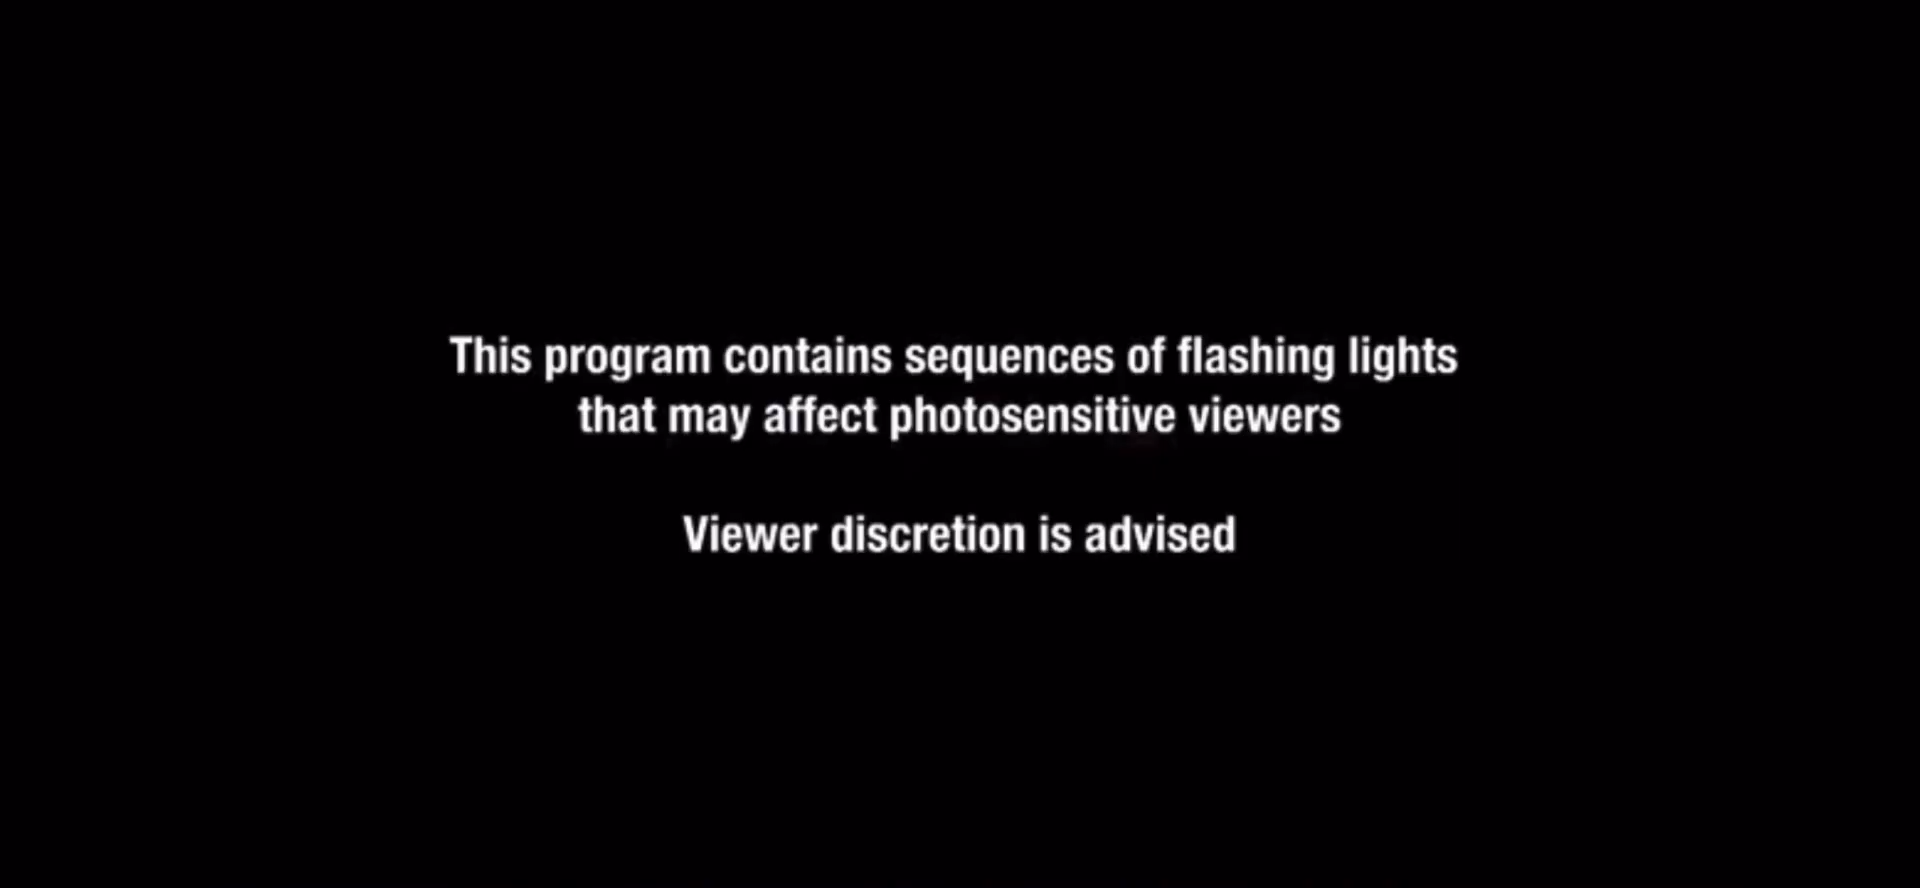 This program contains sequences of flashing lights
that may affect photosensitive viewers
Viewer discretion is advised